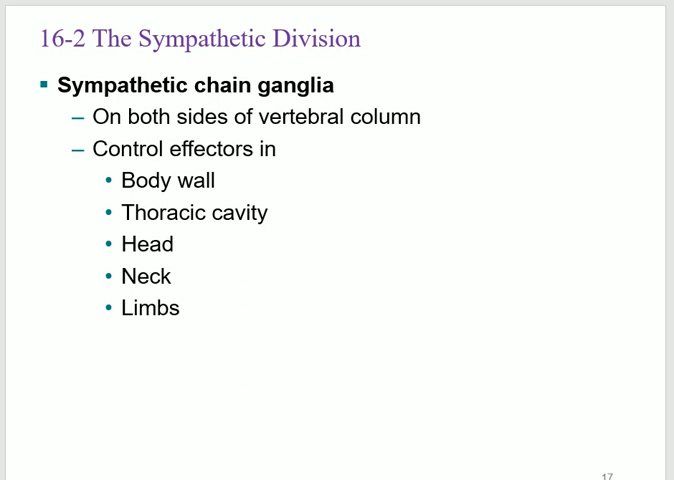 16-2 The Sympathetic Division
▪ Sympathetic chain ganglia
– On both sides of vertebral column
– Control effectors in
• Body wall
• Thoracic cavity
• Head
• Neck
• Limbs
17